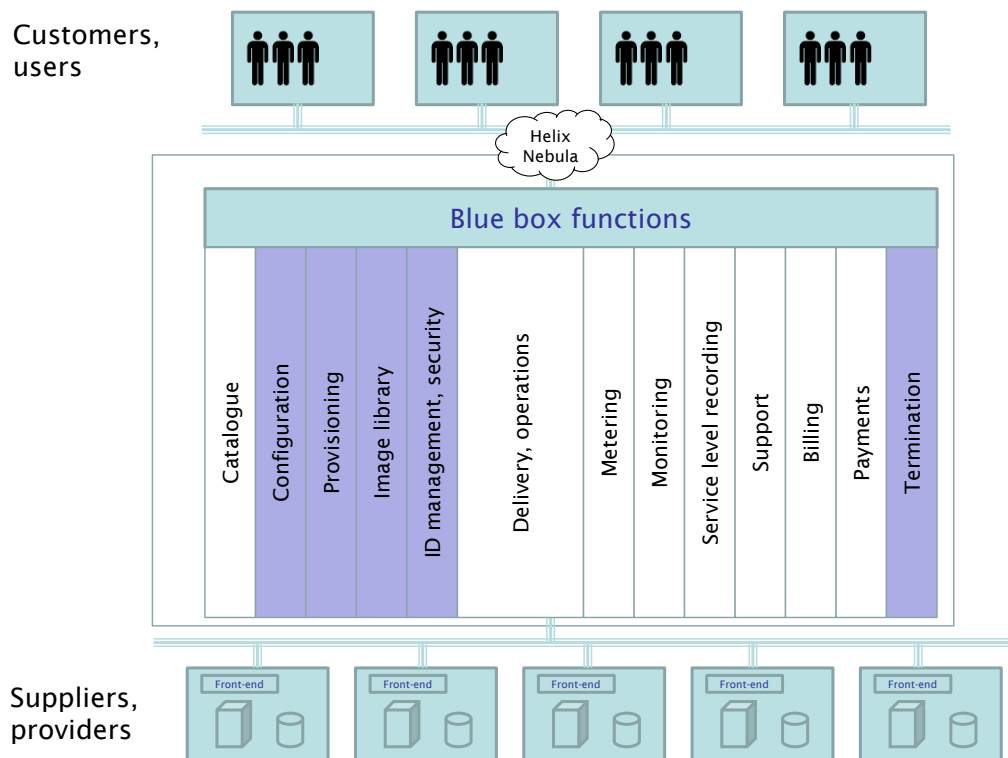 Customers,
users
Helix
Nebula
Blue box functions
Catalogue
Configuration
Provisioning
Image library
ID management, security
Delivery, operations
Metering
Monitoring
Service level recording
Support
Billing
Payments
Termination
Suppliers,
providers
Front-end
Front-end
Front-end
Front-end
Front-end